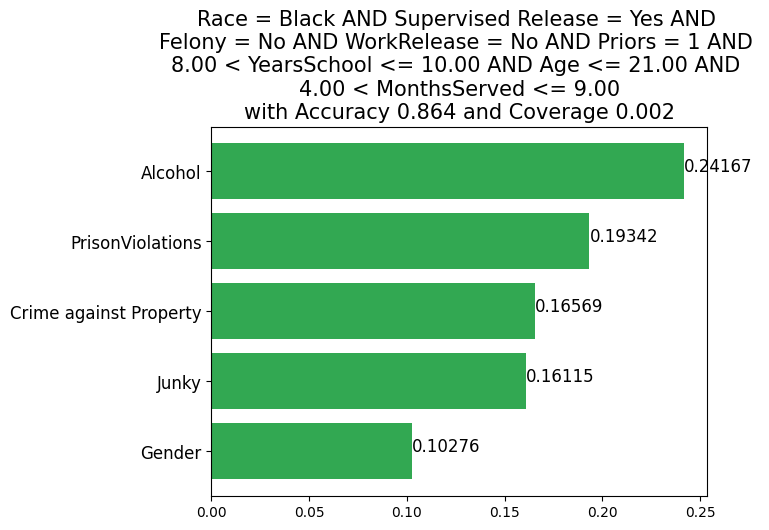 Race = Black AND Supervised Release = Yes AND
Felony = No AND WorkRelease = No AND Priors = 1 AND
8.00 < YearsSchool <= 10.00 AND Age <= 21.00 AND
4.00 < MonthsServed <= 9.00
with Accuracy 0.864 and Coverage 0.002
Alcohol 0.24167
PrisonViolations 0.19342
Crime against Property 0.16569
Junky 0.16115
Gender 0.10276
0.00 0.05 0.10 0.15 0.20 0.25